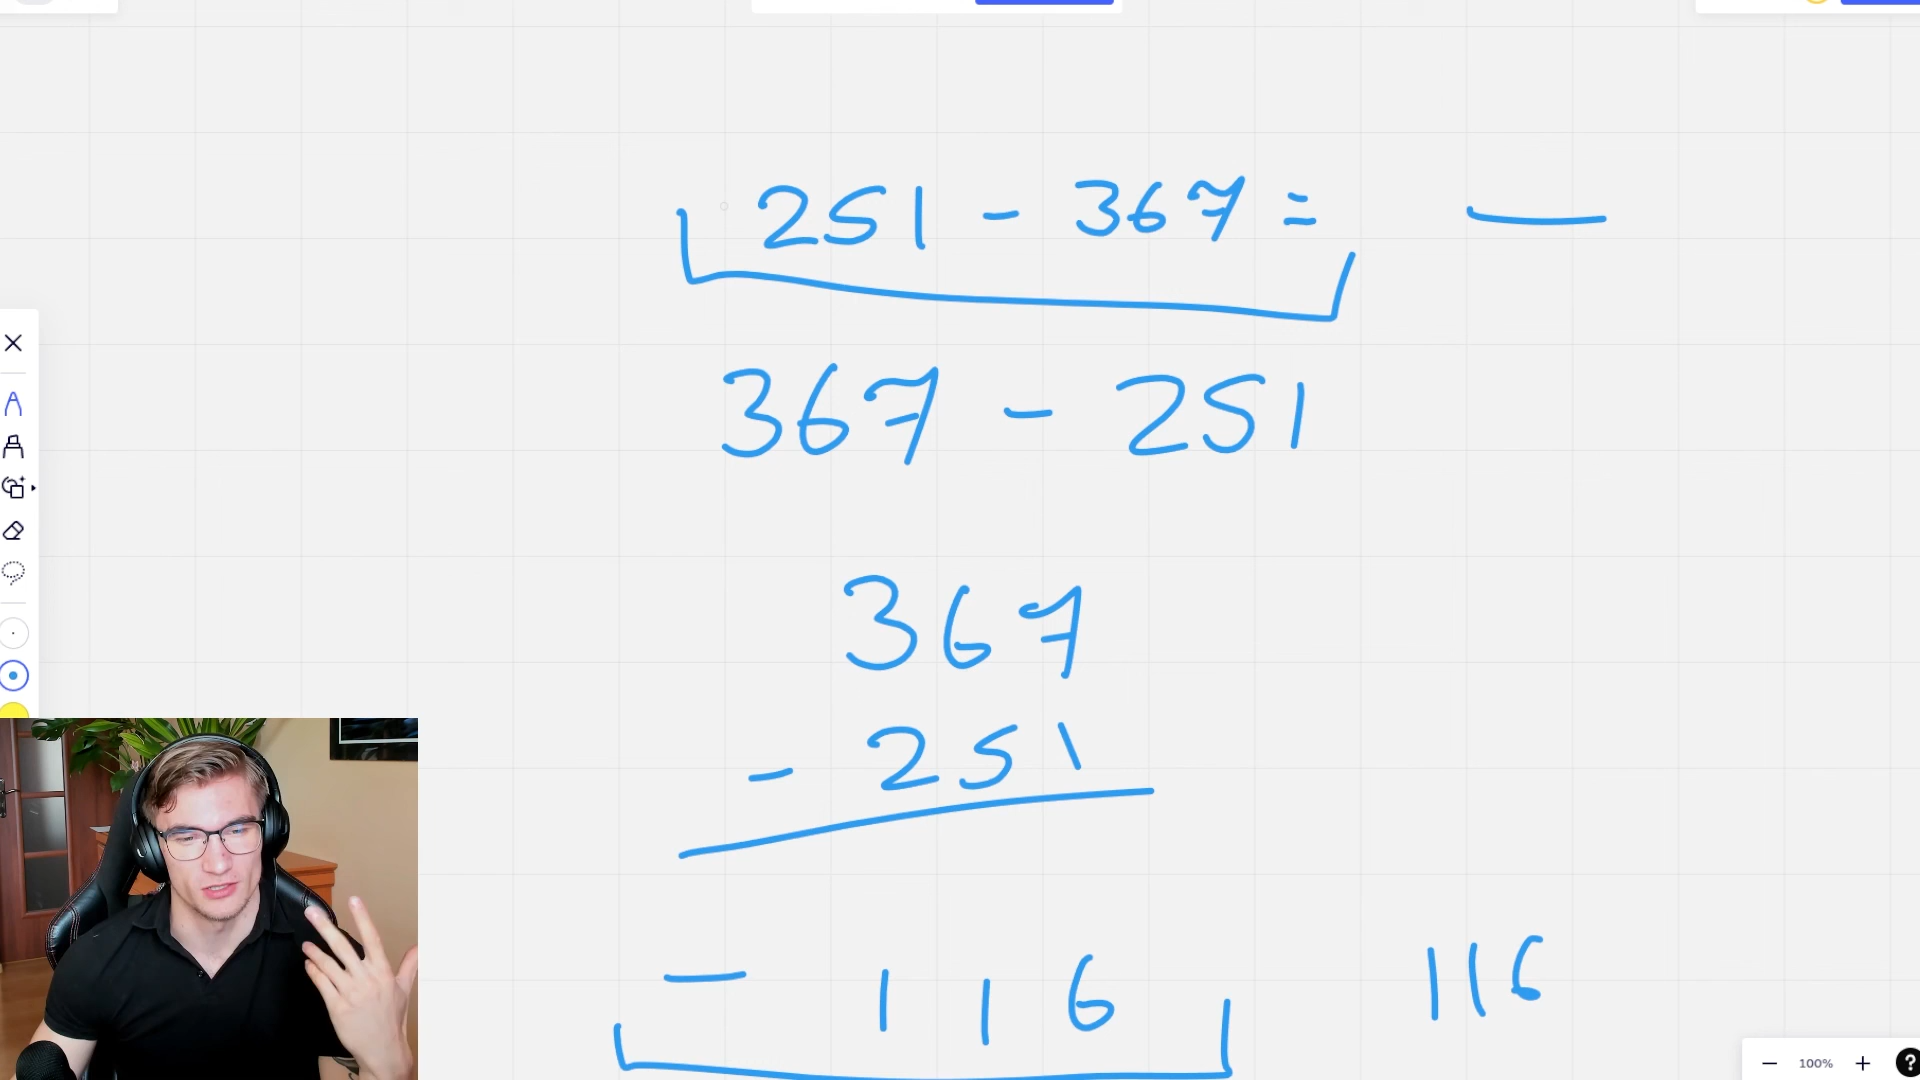 251 - 367 = —
367 - 251
367
- 251
- 116 116
100%
?